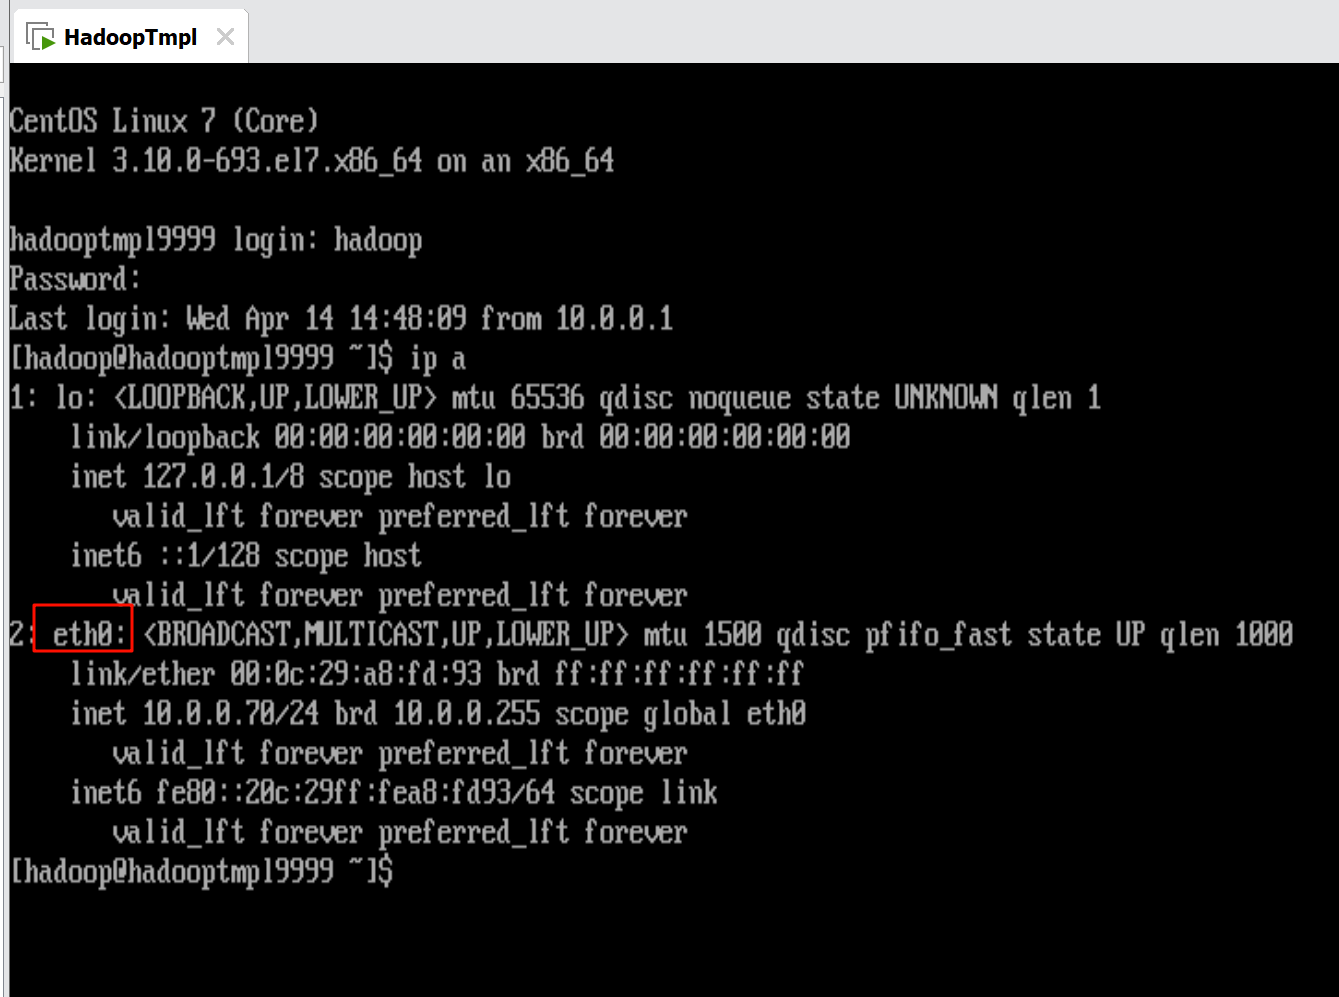 HadoopTmpl
CentOS Linux 7 (Core)
Kernel 3.10.0-693.el7.x86_64 on an x86_64
hadooptmpl9999 login: hadoop
Password:
Last login: Wed Apr 14 14:48:09 from 10.0.0.1
[hadoop@hadooptmpl9999 ~]$ ip a
1: lo: <LOOPBACK,UP,LOWER_UP> mtu 65536 qdisc noqueue state UNKNOWN qlen 1
link/loopback 00:00:00:00:00:00 brd 00:00:00:00:00:00
inet 127.0.0.1/8 scope host lo
valid_lft forever preferred_lft forever
inet6 ::1/128 scope host
valid_lft forever preferred_lft forever
2: eth0: <BROADCAST,MULTICAST,UP,LOWER_UP> mtu 1500 qdisc pfifo_fast state UP qlen 1000
link/ether 00:0c:29:a8:fd:93 brd ff:ff:ff:ff:ff:ff
inet 10.0.0.70/24 brd 10.0.0.255 scope global eth0
valid_lft forever preferred_lft forever
inet6 fe80::20c:29ff:fea8:fd93/64 scope link
valid_lft forever preferred_lft forever
[hadoop@hadooptmpl9999 ~]$